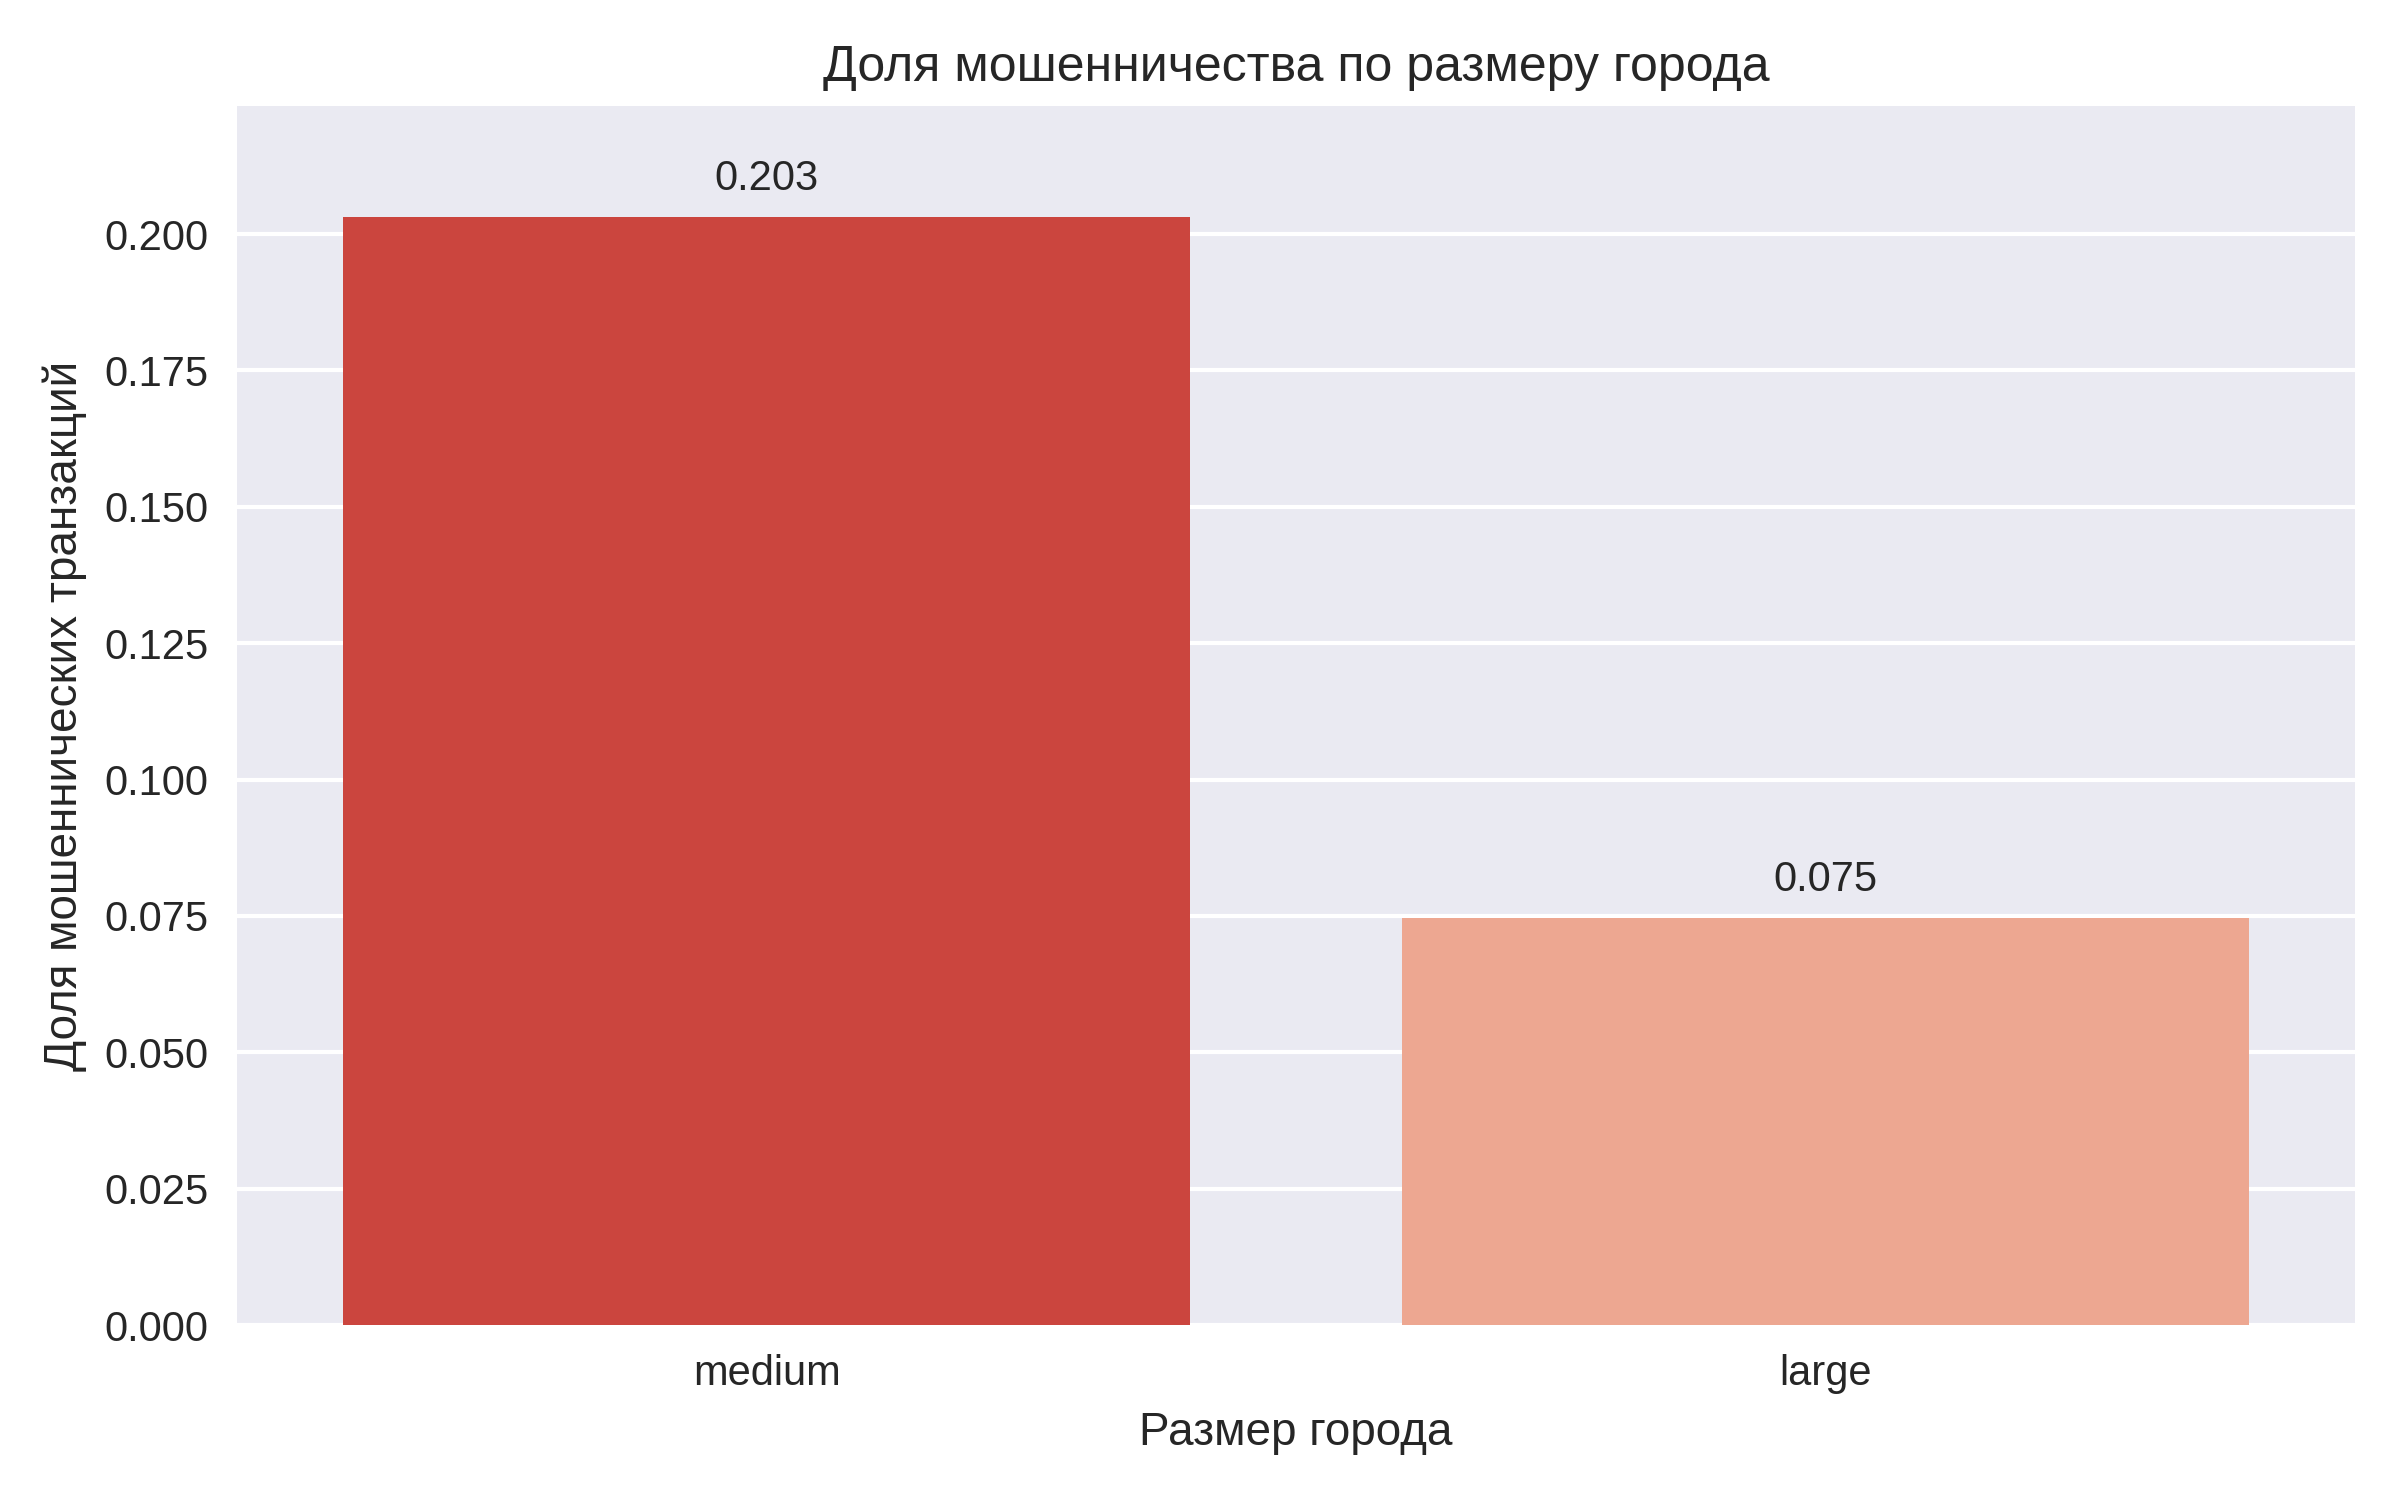 Доля мошенничества по размеру города
Доля мошеннических транзакций
0.200
0.175
0.150
0.125
0.100
0.075
0.050
0.025
0.000
0.203
0.075
medium
large
Размер города